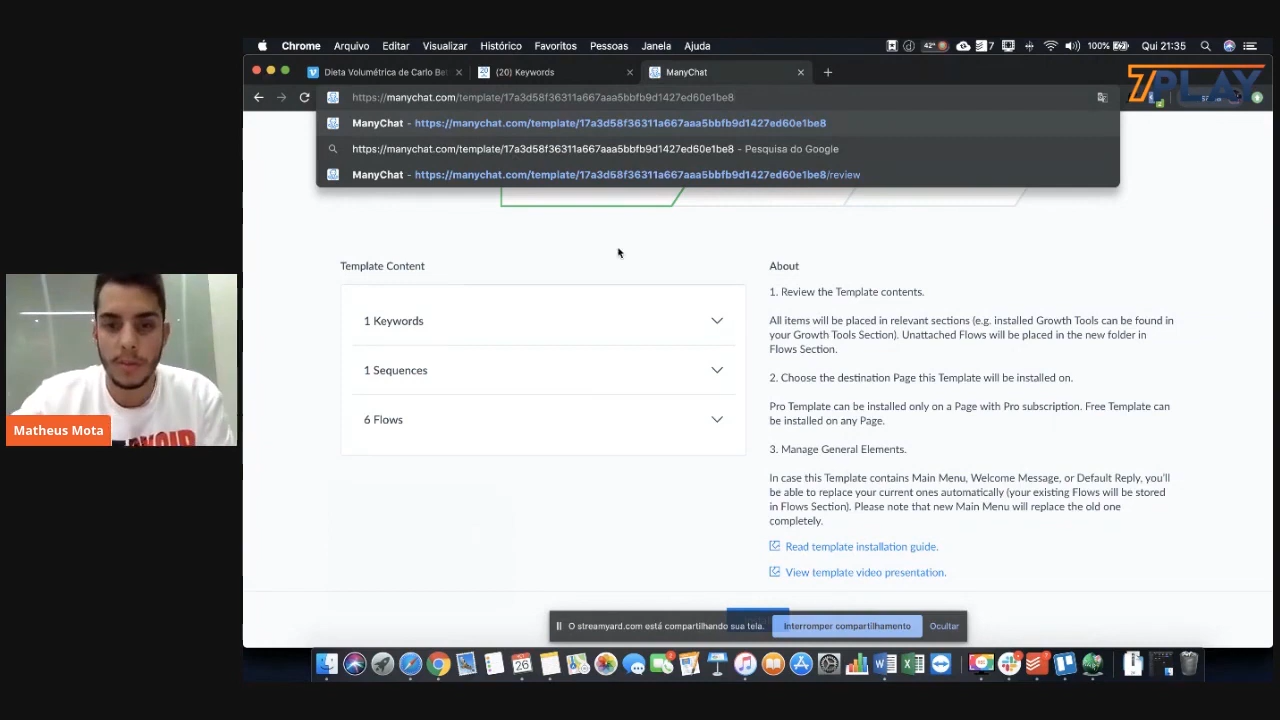 Chrome Arquivo Editar Visualizar Histórico Favoritos Pessoas Janela Ajuda
42° 7 100% Qui 21:35
Dieta Volumétrica de Carlo Bel
(20) Keywords
ManyChat
7PLAY
https://manychat.com/template/17a3d58f36311a667aaa5bbfb9d1427ed60e1be8
ManyChat - https://manychat.com/template/17a3d58f36311a667aaa5bbfb9d1427ed60e1be8
https://manychat.com/template/17a3d58f36311a667aaa5bbfb9d1427ed60e1be8 - Pesquisa do Google
ManyChat - https://manychat.com/template/17a3d58f36311a667aaa5bbfb9d1427ed60e1be8/review
Template Content
1 Keywords
1 Sequences
6 Flows
About
1. Review the Template contents.
All items will be placed in relevant sections (e.g. installed Growth Tools can be found in
your Growth Tools Section). Unattached Flows will be placed in the new folder in
Flows Section.
2. Choose the destination Page this Template will be installed on.
Pro Template can be installed only on a Page with Pro subscription. Free Template can
be installed on any Page.
3. Manage General Elements.
In case this Template contains Main Menu, Welcome Message, or Default Reply, you'll
be able to replace your current ones automatically (your existing Flows will be stored
in Flows Section). Please note that new Main Menu will replace the old one
completely.
Read template installation guide.
View template video presentation.
Matheus Mota
O streamyard.com está compartilhando sua tela.
Interromper compartilhamento
Ocultar
26